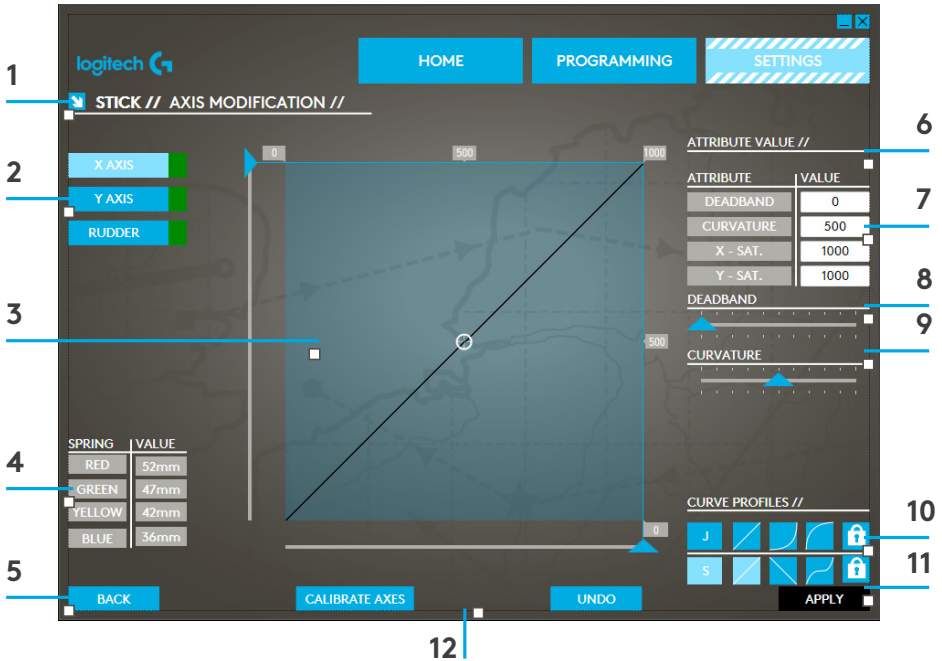 logitech G
HOME
PROGRAMMING
SETTINGS
1
STICK // AXIS MODIFICATION //
6
ATTRIBUTE VALUE //
0
500
1000
2
X AXIS
Y AXIS
RUDDER
7
ATTRIBUTE VALUE
DEADBAND 0
CURVATURE 500
X - SAT. 1000
Y - SAT. 1000
8
DEADBAND
3
9
500
CURVATURE
4
SPRING VALUE
RED 52mm
GREEN 47mm
YELLOW 42mm
BLUE 36mm
CURVE PROFILES //
10
0
J
11
S
5
BACK
CALIBRATE AXES
UNDO
APPLY
12